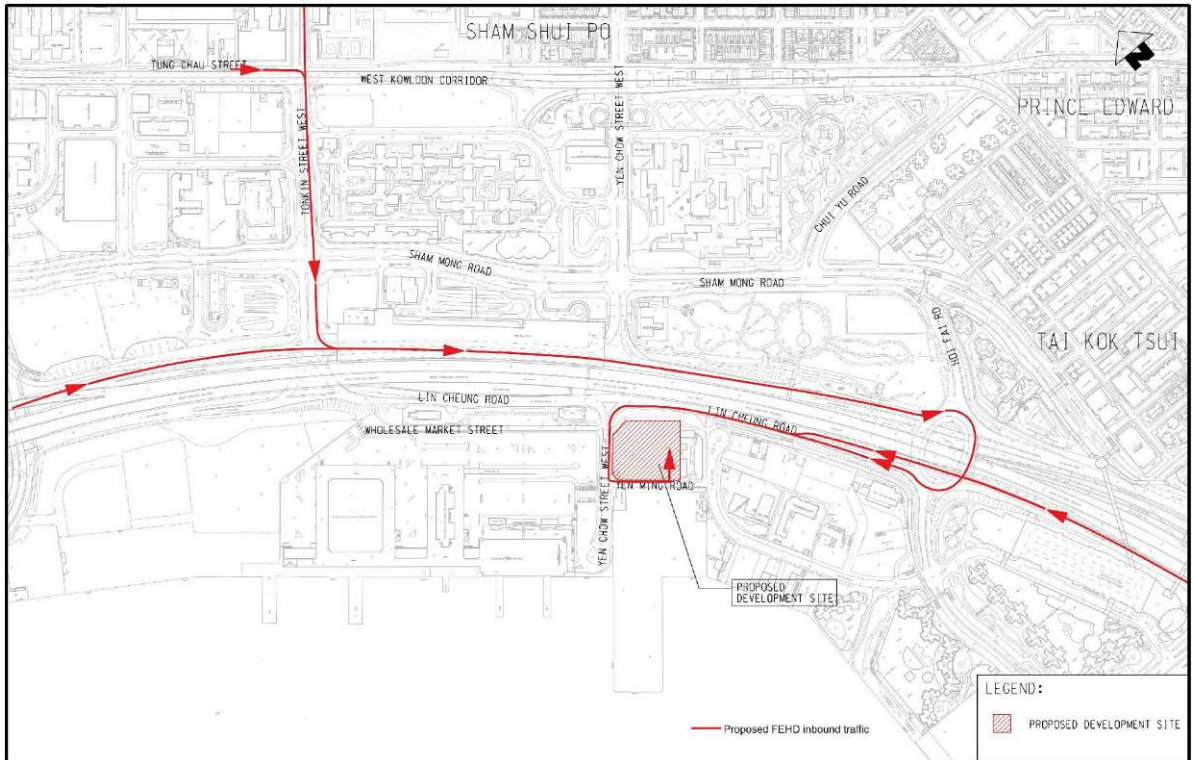 SHAM SHUI PO
TUNG CHAU STREET
WEST KOWLOON CORRIDOR
PRINCE EDWARD
TONKIN STREET WEST
YEN CHOW STREET WEST
CHUI YU ROAD
SHAM MONG ROAD
SHAM MONG ROAD
HOI FAI RD
TAI KOK TSUI
LIN CHEUNG ROAD
LIN CHEUNG ROAD
WHOLESALE MARKET STREET
YEN CHOW STREET WEST
YEN MING ROAD
PROPOSED
DEVELOPMENT SITE
LEGEND:
PROPOSED DEVELOPMENT SITE
Proposed FEHD inbound traffic